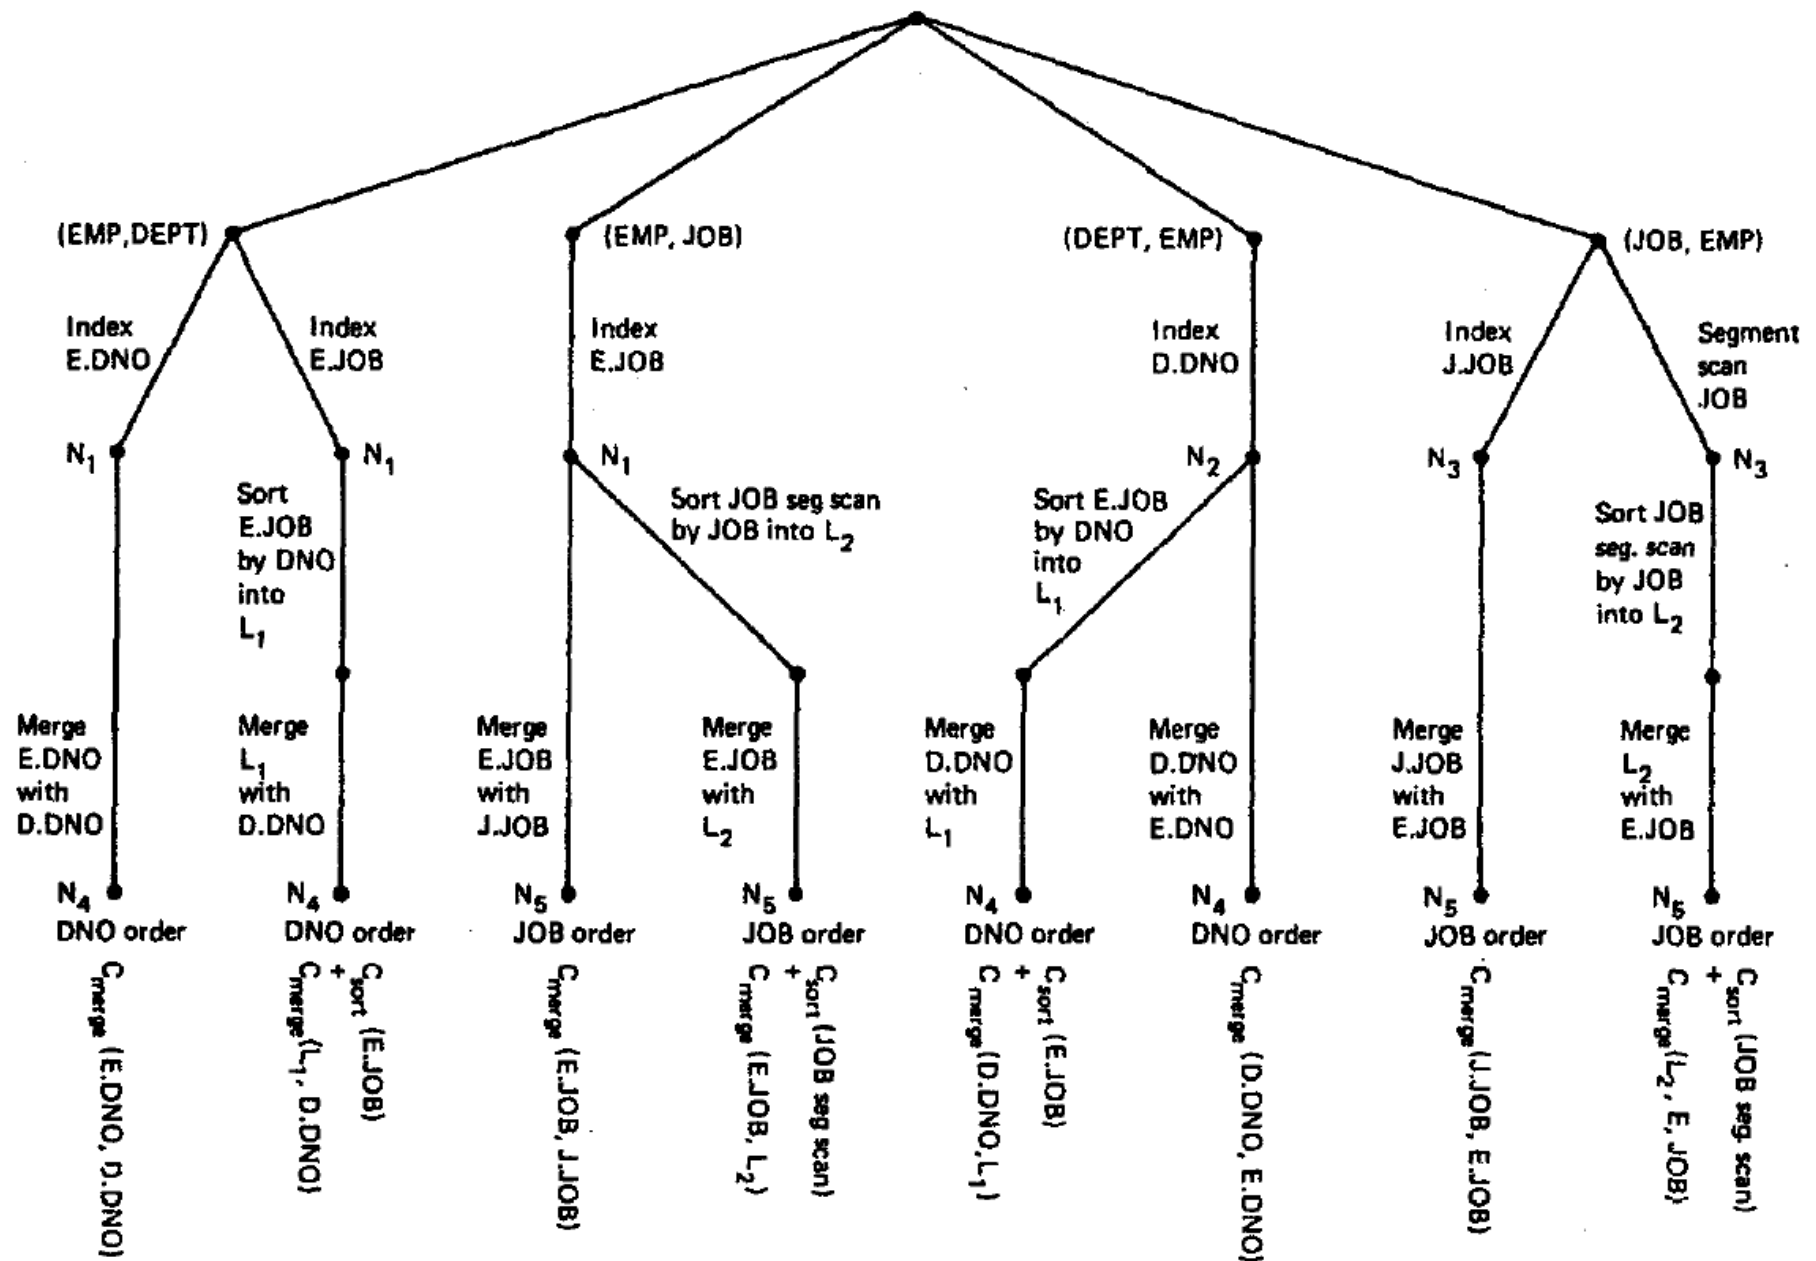 (EMP,DEPT)
(EMP, JOB)
(DEPT, EMP)
(JOB, EMP)
Index
E.DNO
Index
E.JOB
Index
E.JOB
Index
D.DNO
Index
J.JOB
Segment
scan
JOB
N1
N1
N1
N2
N3
N3
Sort
E.JOB
by DNO
into
L1
Sort JOB seg scan
by JOB into L2
Sort E.JOB
by DNO
into
L1
Sort JOB
seg. scan
by JOB
into L2
Merge
E.DNO
with
D.DNO
Merge
L1
with
D.DNO
Merge
E.JOB
with
J.JOB
Merge
E.JOB
with
L2
Merge
D.DNO
with
L1
Merge
D.DNO
with
E.DNO
Merge
J.JOB
with
E.JOB
Merge
L2
with
E.JOB
N4
DNO order
N4
DNO order
N5
JOB order
N5
JOB order
N4
DNO order
N4
DNO order
N5
JOB order
N5
JOB order
Cmerge (E.DNO, D.DNO)
Csort (E.JOB)
+
Cmerge(L1, D.DNO)
Cmerge (E.JOB, J.JOB)
Csort (JOB seg scan)
+
Cmerge (E.JOB, L2)
Csort (E.JOB)
+
Cmerge(D.DNO,L1)
Cmerge (D.DNO, E.DNO)
Cmerge(J.JOB, E.JOB)
Csort (JOB seg. scan)
+
Cmerge(L2, E, JOB)